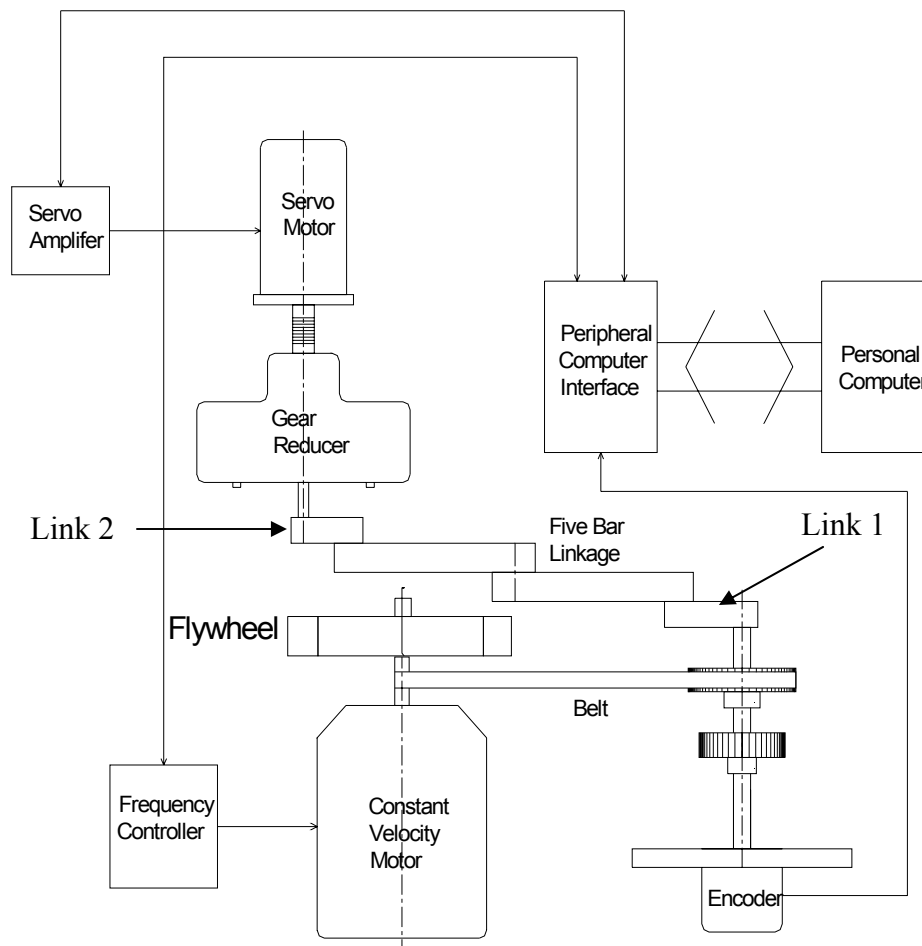 Servo
Motor
Servo
Amplifer
Peripheral
Computer
Interface
Personal
Computer
Gear
Reducer
Link 2
Five Bar
Linkage
Link 1
Flywheel
Belt
Frequency
Controller
Constant
Velocity
Motor
Encoder